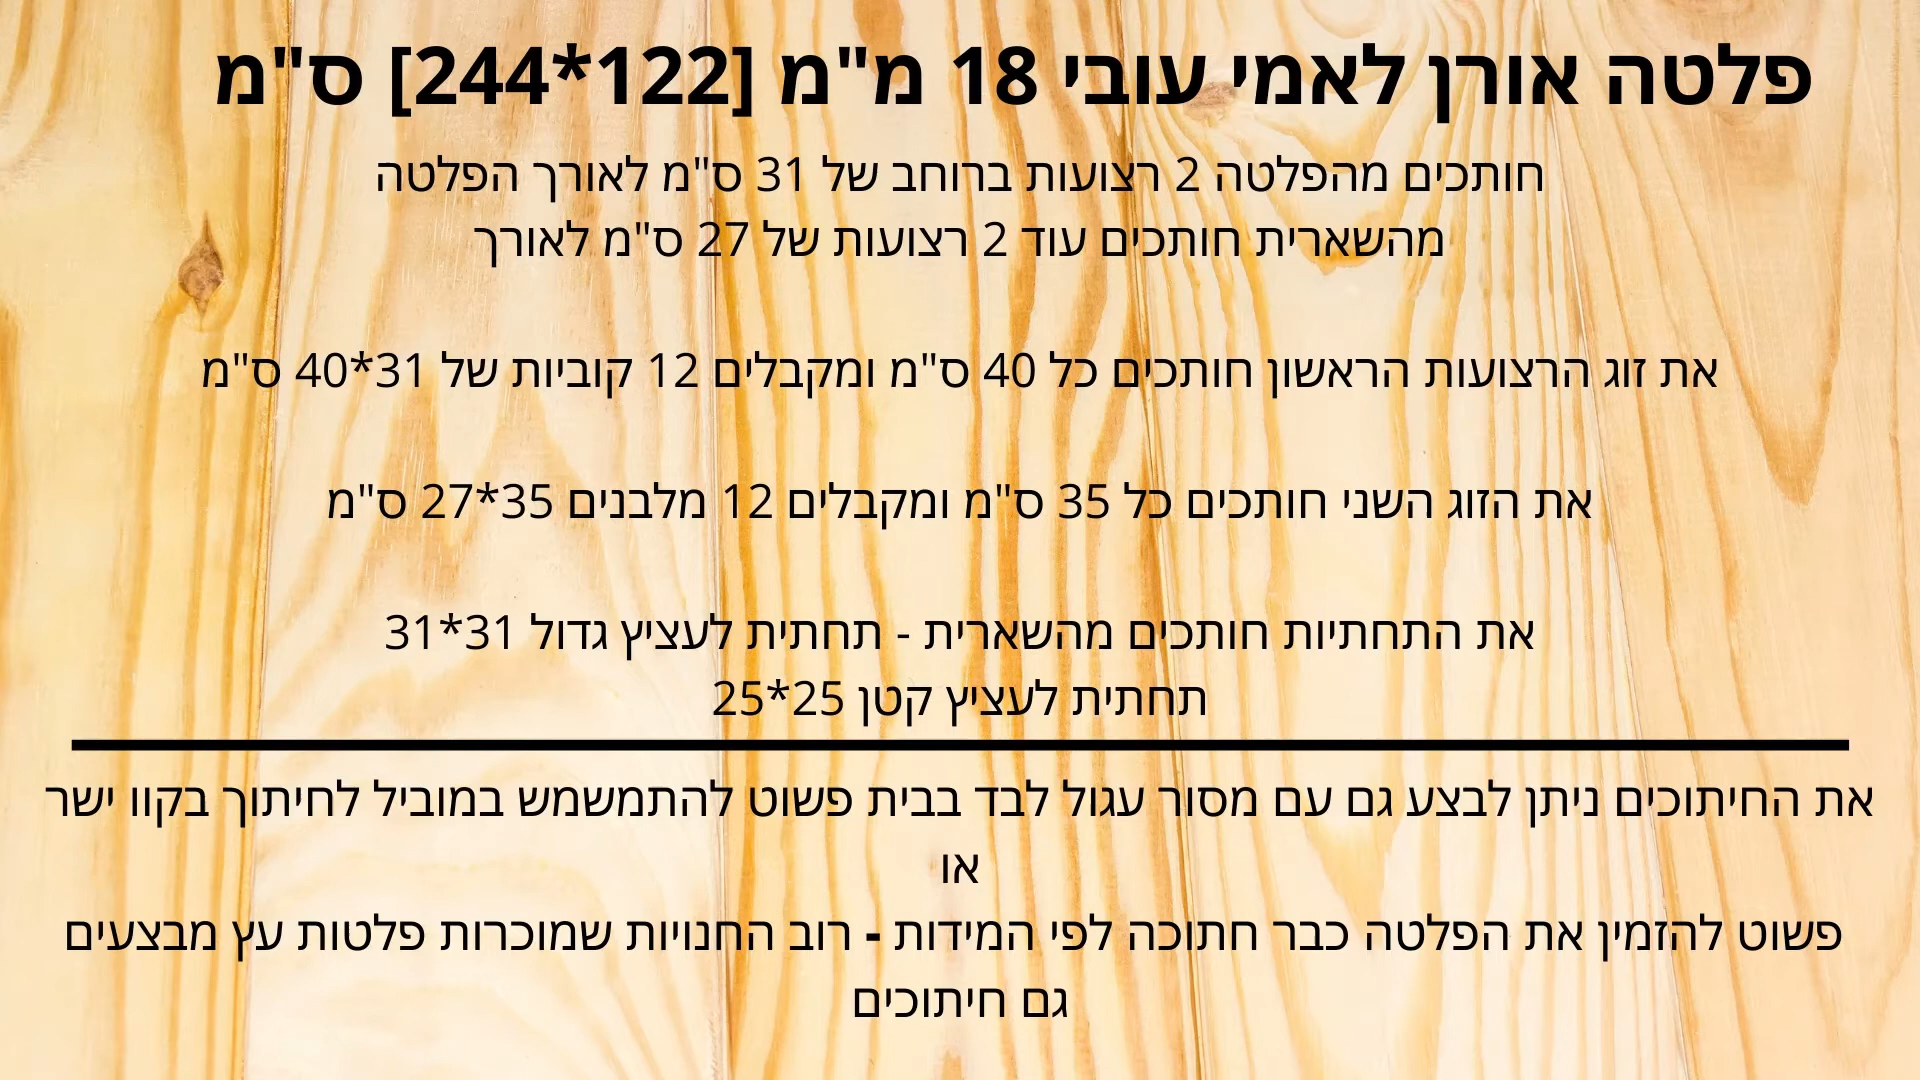 פלטה אורן לאמי עובי 18 מ"מ [122*244] ס"מ
חותכים מהפלטה 2 רצועות ברוחב של 31 ס"מ לאורך הפלטה
מהשארית חותכים עוד 2 רצועות של 27 ס"מ לאורך
את זוג הרצועות הראשון חותכים כל 40 ס"מ ומקבלים 12 קוביות של 31*40 ס"מ
את הזוג השני חותכים כל 35 ס"מ ומקבלים 12 מלבנים 35*27 ס"מ
את התחתיות חותכים מהשארית - תחתית לעציץ גדול 31*31
תחתית לעציץ קטן 25*25
את החיתוכים ניתן לבצע גם עם מסור עגול לבד בבית פשוט להתמשמש במוביל לחיתוך בקוו ישר
או
פשוט להזמין את הפלטה כבר חתוכה לפי המידות - רוב החנויות שמוכרות פלטות עץ מבצעים
גם חיתוכים